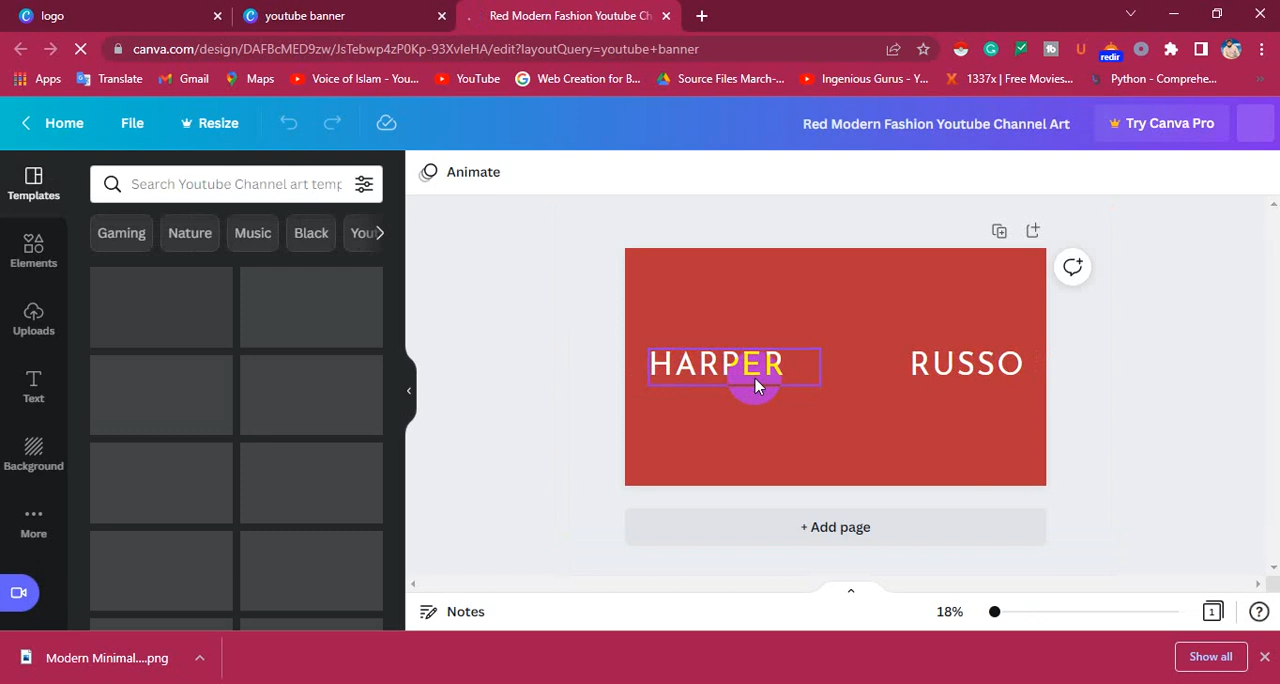 logo
youtube banner
Red Modern Fashion Youtube Ch
canva.com/design/DAFBcMED9zw/JsTebwp4zP0Kp-93XvIeHA/edit?layoutQuery=youtube+banner
redir
Apps
Translate
Gmail
Maps
Voice of Islam - You...
YouTube
Web Creation for B...
Source Files March-...
Ingenious Gurus - Y...
1337x | Free Movies...
Python - Comprehe...
Home
File
Resize
Red Modern Fashion Youtube Channel Art
Try Canva Pro
Templates
Elements
Uploads
Text
Background
More
Search Youtube Channel art temp
Gaming
Nature
Music
Black
You
Animate
HARPER
RUSSO
+ Add page
Notes
18%
1
?
Modern Minimal....png
Show all